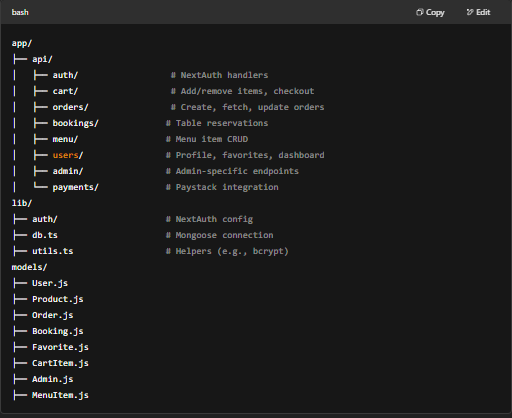 bash Copy Edit
app/
├── api/
│   ├── auth/                # NextAuth handlers
│   ├── cart/                # Add/remove items, checkout
│   ├── orders/              # Create, fetch, update orders
│   ├── bookings/            # Table reservations
│   ├── menu/                # Menu item CRUD
│   ├── users/               # Profile, favorites, dashboard
│   ├── admin/               # Admin-specific endpoints
│   └── payments/            # Paystack integration
lib/
├── auth/                    # NextAuth config
├── db.ts                    # Mongoose connection
├── utils.ts                 # Helpers (e.g., bcrypt)
models/
├── User.js
├── Product.js
├── Order.js
├── Booking.js
├── Favorite.js
├── CartItem.js
├── Admin.js
├── MenuItem.js